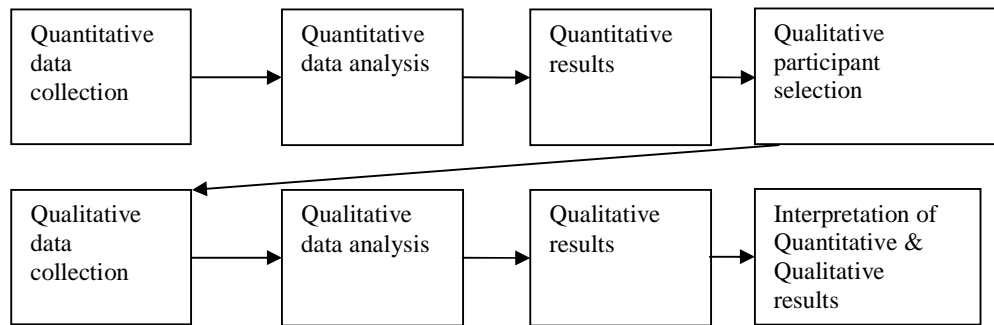 Quantitative
data
collection
Quantitative
data analysis
Quantitative
results
Qualitative
participant
selection
Qualitative
data
collection
Qualitative
data analysis
Qualitative
results
Interpretation of
Quantitative &
Qualitative
results